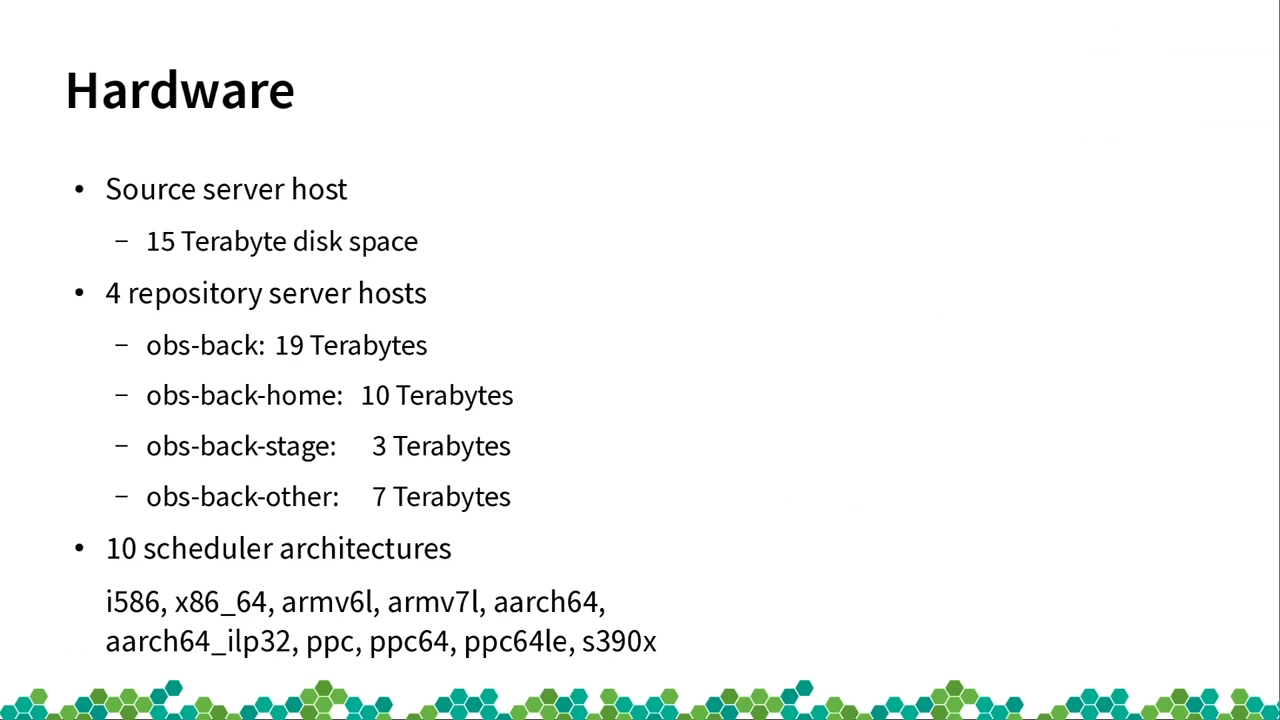 Hardware
• Source server host
– 15 Terabyte disk space
• 4 repository server hosts
– obs-back: 19 Terabytes
– obs-back-home: 10 Terabytes
– obs-back-stage: 3 Terabytes
– obs-back-other: 7 Terabytes
• 10 scheduler architectures
i586, x86_64, armv6l, armv7l, aarch64,
aarch64_ilp32, ppc, ppc64, ppc64le, s390x